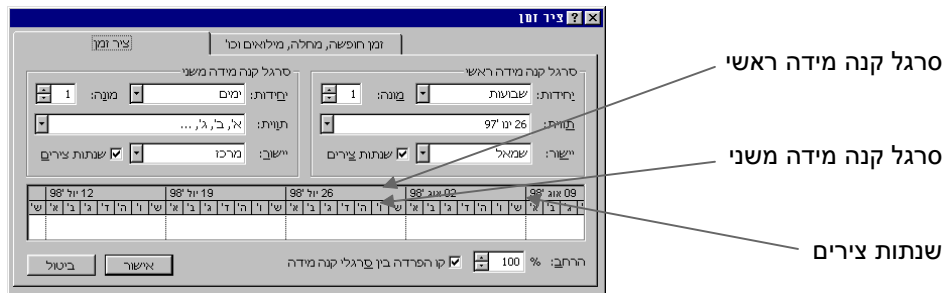 ציר זמן
ציר זמן
זמן חופשה, מחלה, מילואים וכו'
סרגל קנה מידה ראשי
יחידות: שבועות מונה: 1
תווית: 26 ינו '97
יישור: שמאל שנתות צירים
סרגל קנה מידה משני
יחידות: ימים מונה: 1
תווית: א', ב', ג', ...
יישור: מרכז שנתות צירים
12 יול '98 19 יול '98 26 יול '98 02 אוג '98 09 אוג '98
ש' א' ב' ג' ד' ה' ו' ש' א' ב' ג' ד' ה' ו' ש' א' ב' ג' ד' ה' ו' ש' א' ב' ג' ד' ה' ו' ש' א' ב' ג' '
הרחב: % 100 קו הפרדה בין סרגלי קנה מידה
אישור ביטול
סרגל קנה מידה ראשי
סרגל קנה מידה משני
שנתות צירים